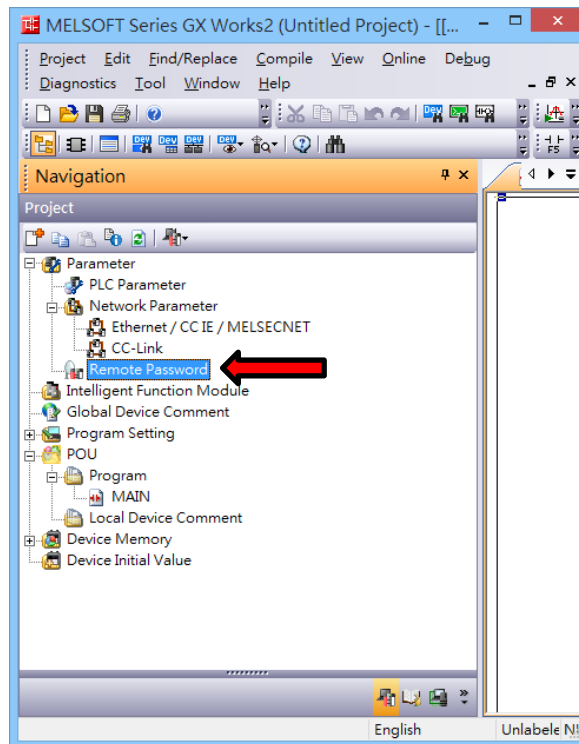 MELSOFT Series GX Works2 (Untitled Project) - [[...
Project Edit Find/Replace Compile View Online Debug
Diagnostics Tool Window Help
Navigation
Project
Parameter
PLC Parameter
Network Parameter
Ethernet / CC IE / MELSECNET
CC-Link
Remote Password
Intelligent Function Module
Global Device Comment
Program Setting
POU
Program
MAIN
Local Device Comment
Device Memory
Device Initial Value
English Unlabele